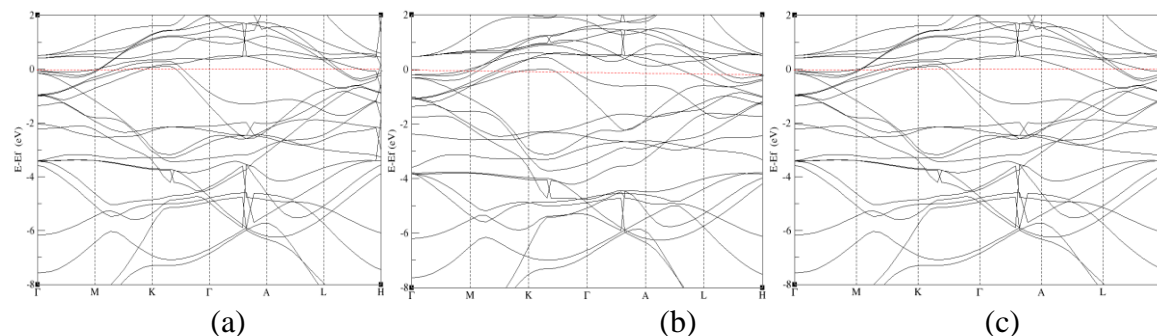 2 2 2
0 0 0
-2 -2 -2
E-Ef (eV) E-Ef (eV) E-Ef (eV)
-4 -4 -4
-6 -6 -6
-8 -8 -8
Γ M K Γ A L H Γ M K Γ A L H Γ M K Γ A L
(a) (b) (c)